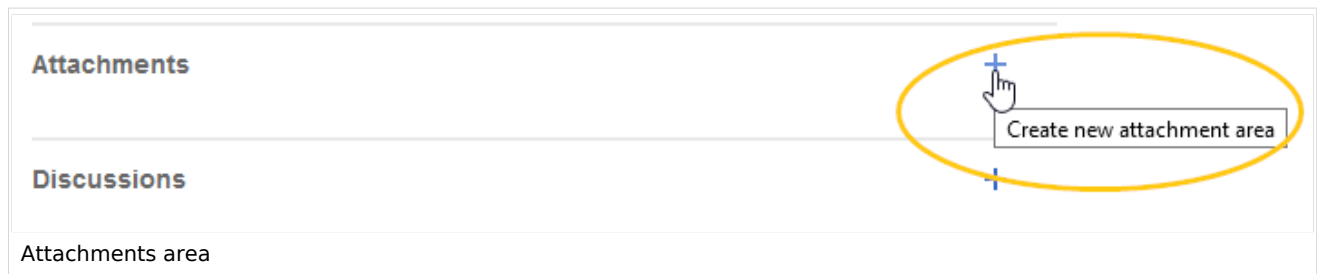 Attachments
Create new attachment area
Discussions
Attachments area